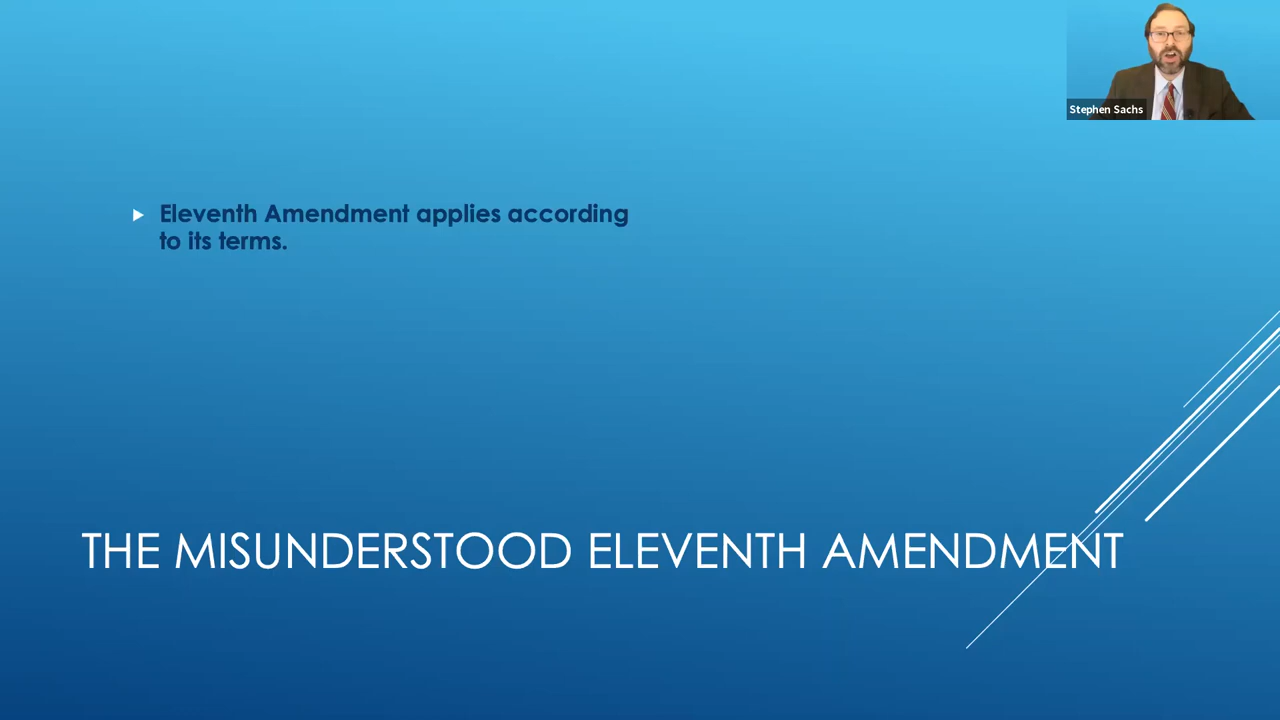 Stephen Sachs
Eleventh Amendment applies according
to its terms.
THE MISUNDERSTOOD ELEVENTH AMENDMENT